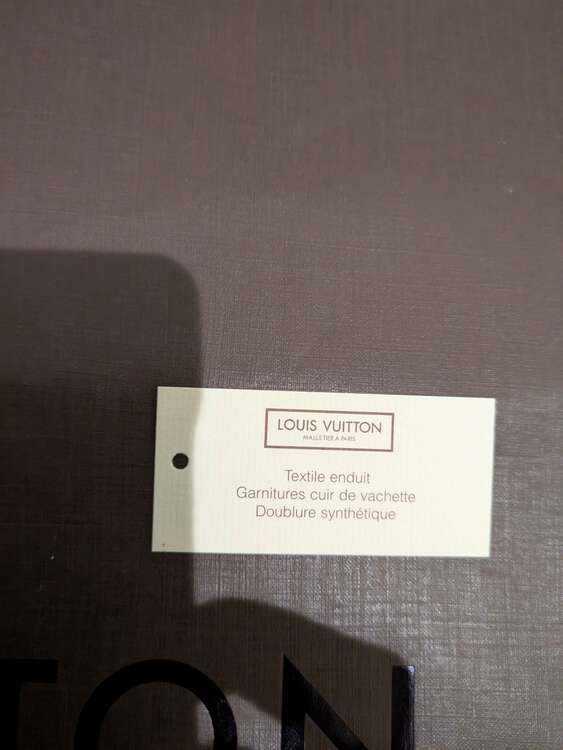 LOUIS VUITTON
MALLETIER A PARIS
Textile enduit
Garnitures cuir de vachette
Doublure synthétique
TON